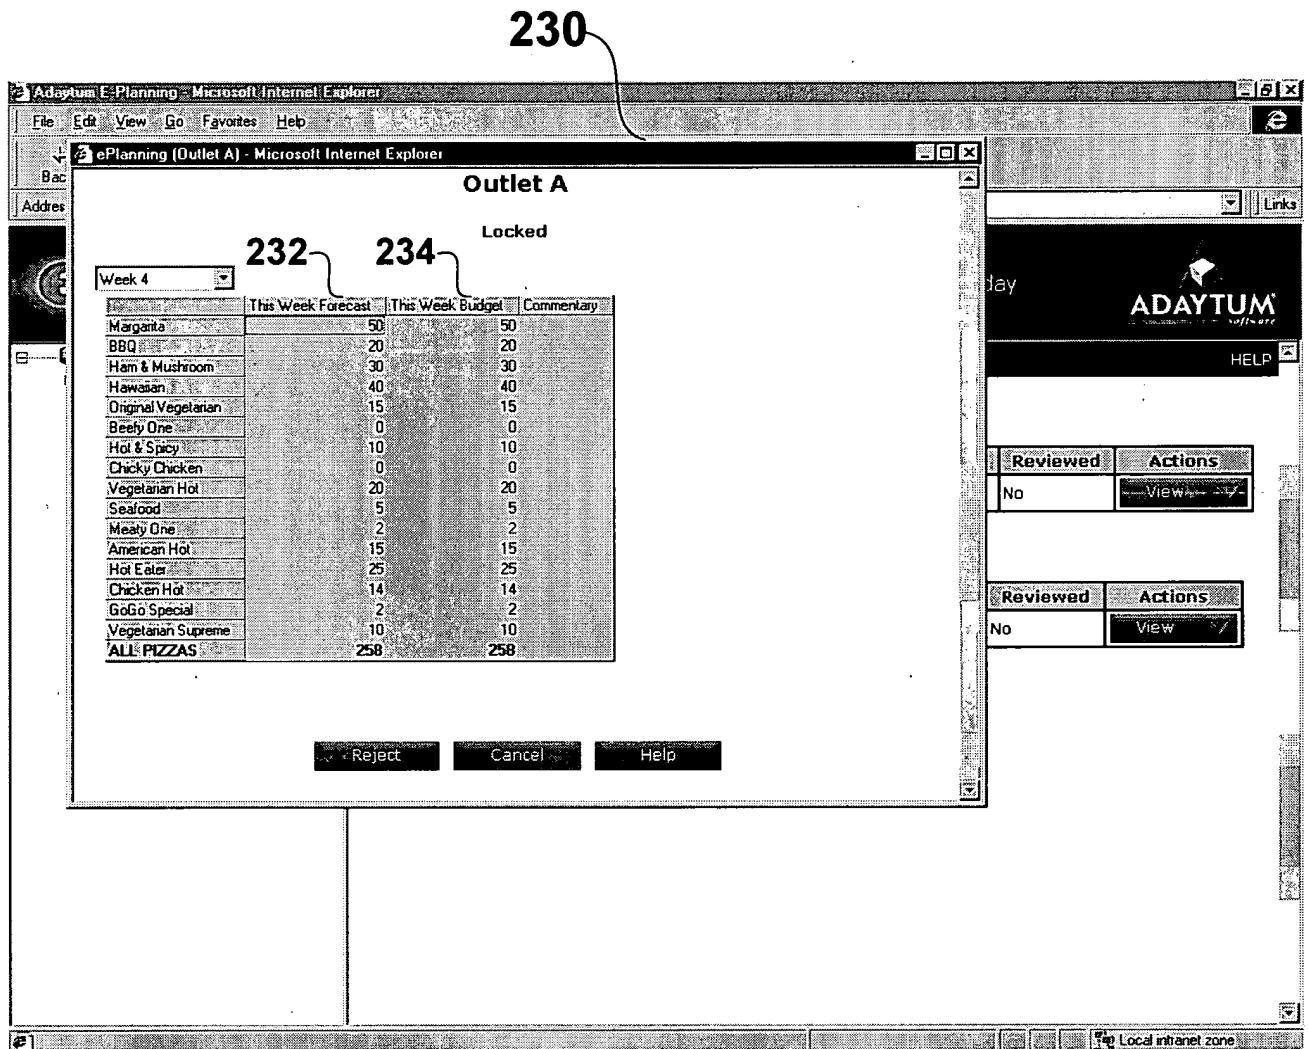 230
Adaytum E-Planning - Microsoft Internet Explorer
File Edit View Go Favorites Help
ePlanning (Outlet A) - Microsoft Internet Explorer
Bac
Outlet A
Addres
Links
Locked
232
234
Week 4
day
ADAYTUM
Software
This Week Forecast This Week Budget Commentary
Margarita 50 50
BBQ 20 20
Ham & Mushroom 30 30
HELP
Hawaiian 40 40
Original Vegetarian 15 15
Beefy One 0 0
Hot & Spicy 10 10
Chicky Chicken 0 0
Reviewed Actions
Vegetarian Hot 20 20
No View
Seafood 5 5
Meaty One 2 2
American Hot 15 15
Hot Eater 25 25
Chicken Hot 14 14
Reviewed Actions
GoGo Special 2 2
Vegetarian Supreme 10 10
No View
ALL PIZZAS 258 258
Reject Cancel Help
Local intranet zone